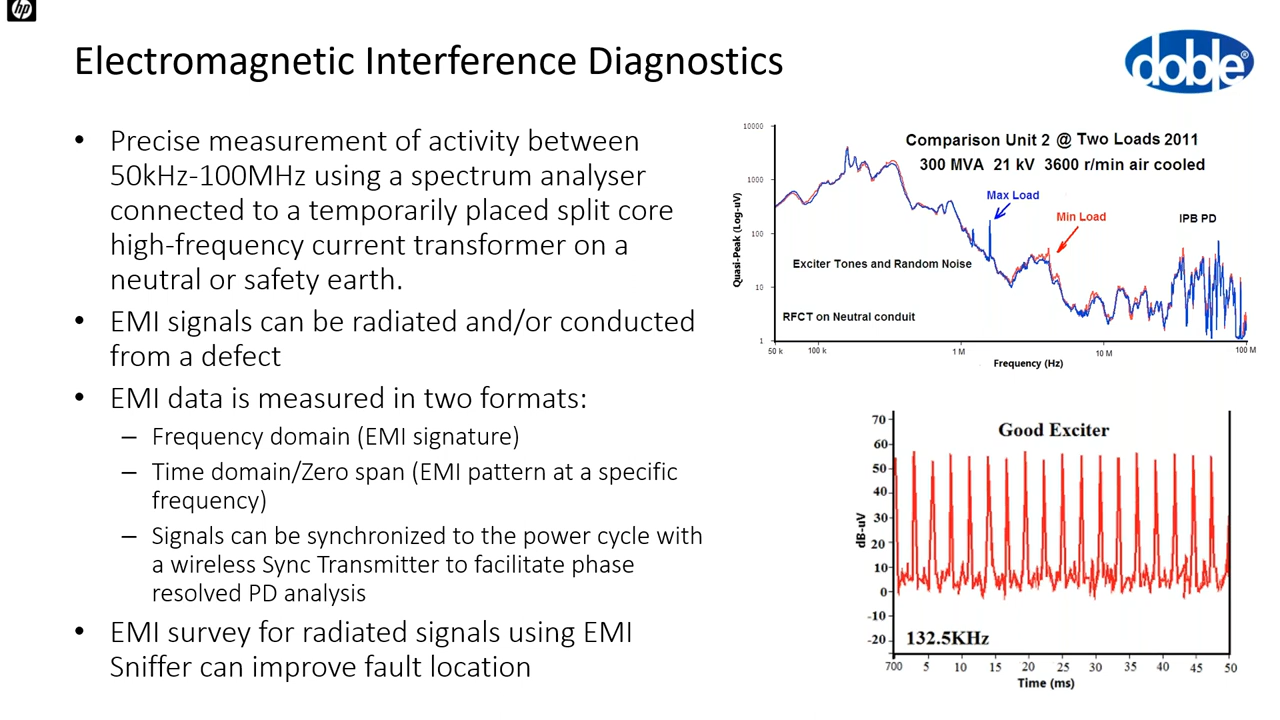 hp
Electromagnetic Interference Diagnostics
doble®
• Precise measurement of activity between
50kHz-100MHz using a spectrum analyser
connected to a temporarily placed split core
high-frequency current transformer on a
neutral or safety earth.
• EMI signals can be radiated and/or conducted
from a defect
• EMI data is measured in two formats:
– Frequency domain (EMI signature)
– Time domain/Zero span (EMI pattern at a specific
frequency)
– Signals can be synchronized to the power cycle with
a wireless Sync Transmitter to facilitate phase
resolved PD analysis
• EMI survey for radiated signals using EMI
Sniffer can improve fault location
Comparison Unit 2 @ Two Loads 2011
300 MVA 21 kV 3600 r/min air cooled
Max Load
Min Load
IPB PD
Exciter Tones and Random Noise
RFCT on Neutral conduit
Quasi-Peak (Log-uV)
10000
1000
100
10
1
50 k 100 k 1 M 10 M 100 M
Frequency (Hz)
Good Exciter
dB-uV
70
60
50
40
30
20
10
0
-10
-20
132.5KHz
700 5 10 15 20 25 30 35 40 45 50
Time (ms)